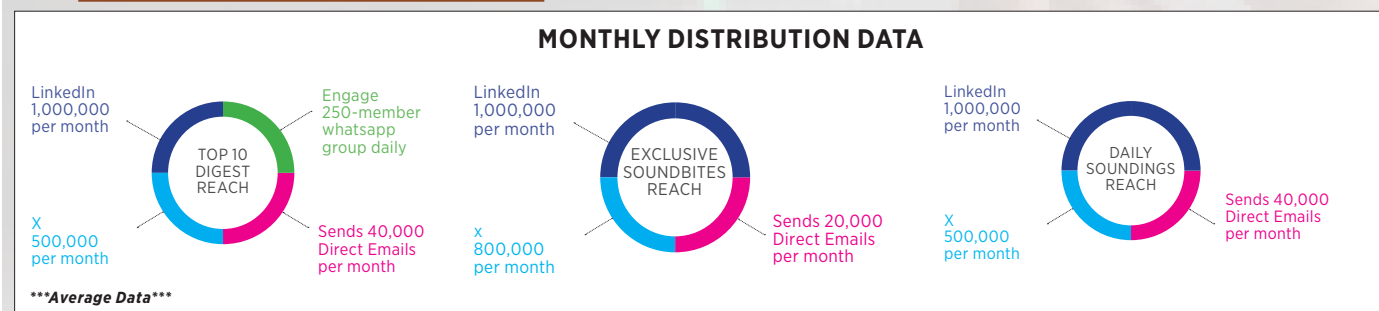 MONTHLY DISTRIBUTION DATA
LinkedIn
1,000,000
per month
Engage
250-member
whatsapp
group daily
TOP 10
DIGEST
REACH
X
500,000
per month
Sends 40,000
Direct Emails
per month
LinkedIn
1,000,000
per month
EXCLUSIVE
SOUNDBITES
REACH
x
800,000
per month
Sends 20,000
Direct Emails
per month
LinkedIn
1,000,000
per month
DAILY
SOUNDINGS
REACH
X
500,000
per month
Sends 40,000
Direct Emails
per month
***Average Data***